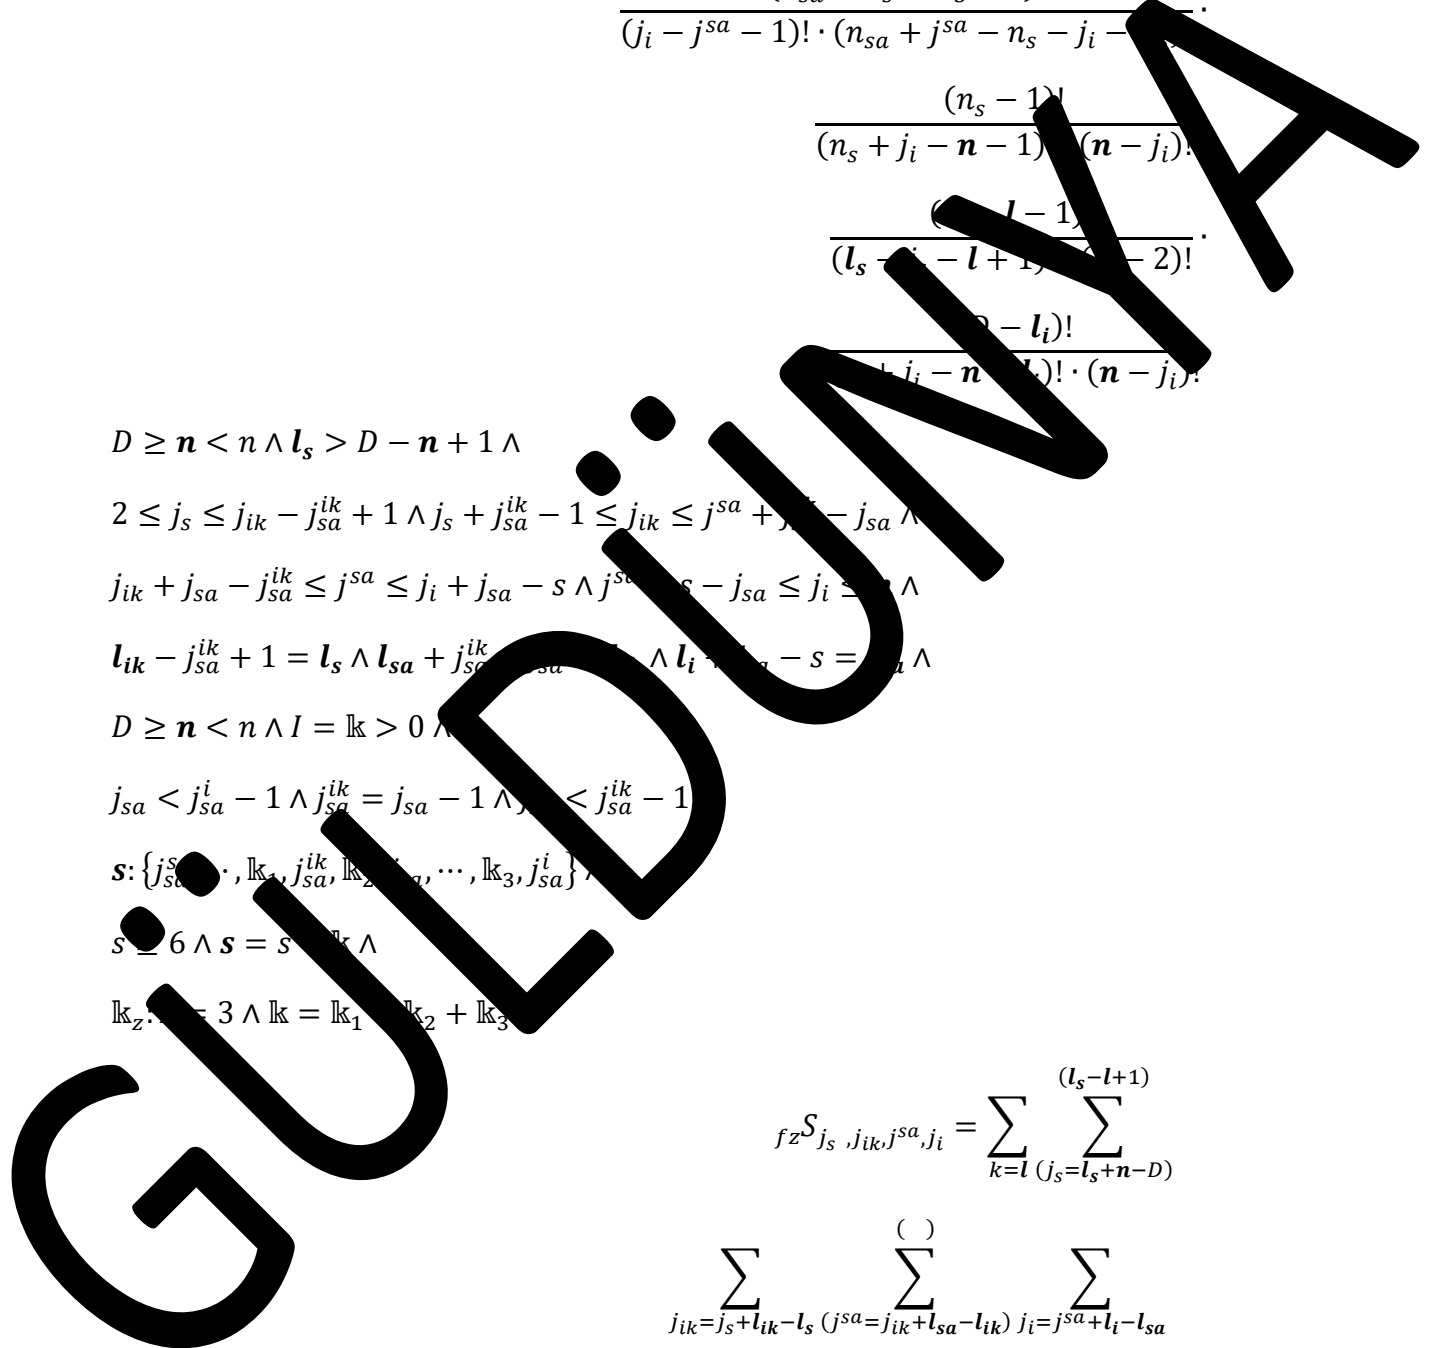 (j_i − j^{sa} − 1)! · (n_{sa} + j^{sa} − n_s − j_i −
(n_s − 1)!
(n_s + j_i − n − 1) (n − j_i)!
( l − 1)
(l_s − − l + 1) − 2)! ·
− l_i)!
+ j_i − n )! · (n − j_i)!
D ≥ n < n ∧ l_s > D − n + 1 ∧
2 ≤ j_s ≤ j_{ik} − j_{sa}^{ik} + 1 ∧ j_s + j_{sa}^{ik} − 1 ≤ j_{ik} ≤ j^{sa} + − j_{sa} ∧
j_{ik} + j_{sa} − j_{sa}^{ik} ≤ j^{sa} ≤ j_i + j_{sa} − s ∧ s − j_{sa} ≤ j_i ≤ ∧
l_{ik} − j_{sa}^{ik} + 1 = l_s ∧ l_{sa} + j_{sa}^{ik} ∧ l_i − s = ∧
D ≥ n < n ∧ I = 𝕜 > 0 ∧
j_{sa} < j_{sa}^{i} − 1 ∧ j_{sa}^{ik} = j_{sa} − 1 ∧ < j_{sa}^{ik} − 1
s: {j_{sa}^{s} , 𝕜_1, j_{sa}^{ik}, , ⋯ , 𝕜_3, j_{sa}^{i}} ∧
s ≥ 6 ∧ s = s 𝕜 ∧
𝕜_z: = 3 ∧ 𝕜 = 𝕜_1 𝕜_2 + 𝕜_3
GÜLDÜNYA
(l_s−l+1)
_{fz}S_{j_s ,j_{ik},j^{sa},j_i} = ∑ ∑
k=l (j_s=l_s+n−D)
( )
∑ ∑ ∑
j_{ik}=j_s+l_{ik}−l_s (j^{sa}=j_{ik}+l_{sa}−l_{ik}) j_i=j^{sa}+l_i−l_{sa}